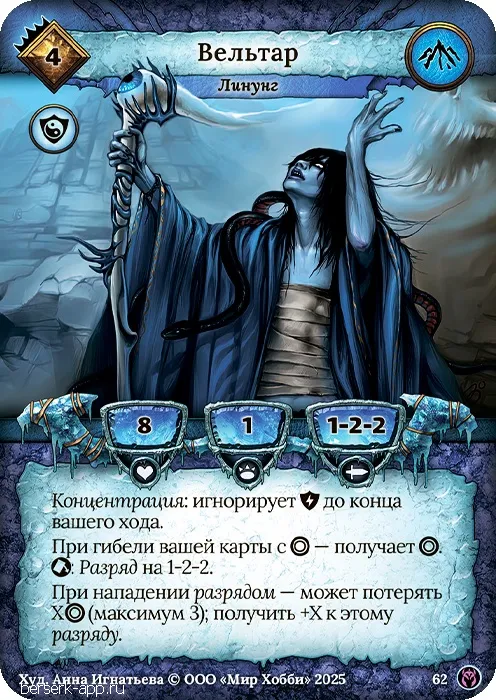 4
Вельтар
Линунг
8
1
1-2-2
Концентрация: игнорирует до конца
вашего хода.
При гибели вашей карты с — получает .
: Разряд на 1-2-2.
При нападении разрядом — может потерять
X (максимум 3); получить +X к этому
разряду.
Худ. Анна Игнатьева © ООО «Мир Хобби» 2025
62
berserk-app.ru